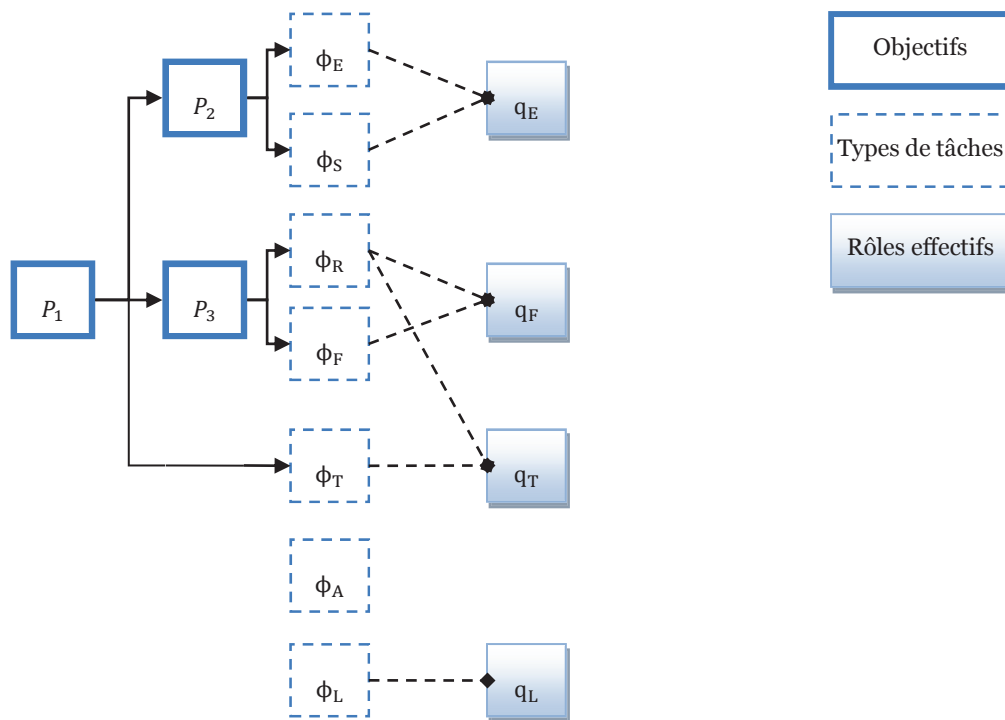 ϕE
Objectifs
P2
qE
ϕS
Types de tâches
ϕR
Rôles effectifs
P1
P3
qF
ϕF
ϕT
qT
ϕA
ϕL
qL